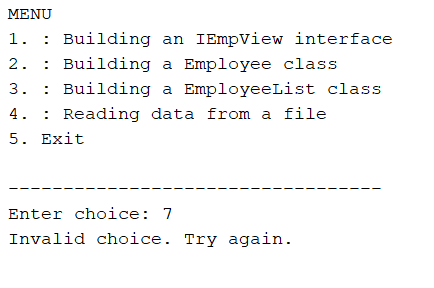 MENU
1. : Building an IEmpView interface
2. : Building a Employee class
3. : Building a EmployeeList class
4. : Reading data from a file
5. Exit
----------------------------------
Enter choice: 7
Invalid choice. Try again.